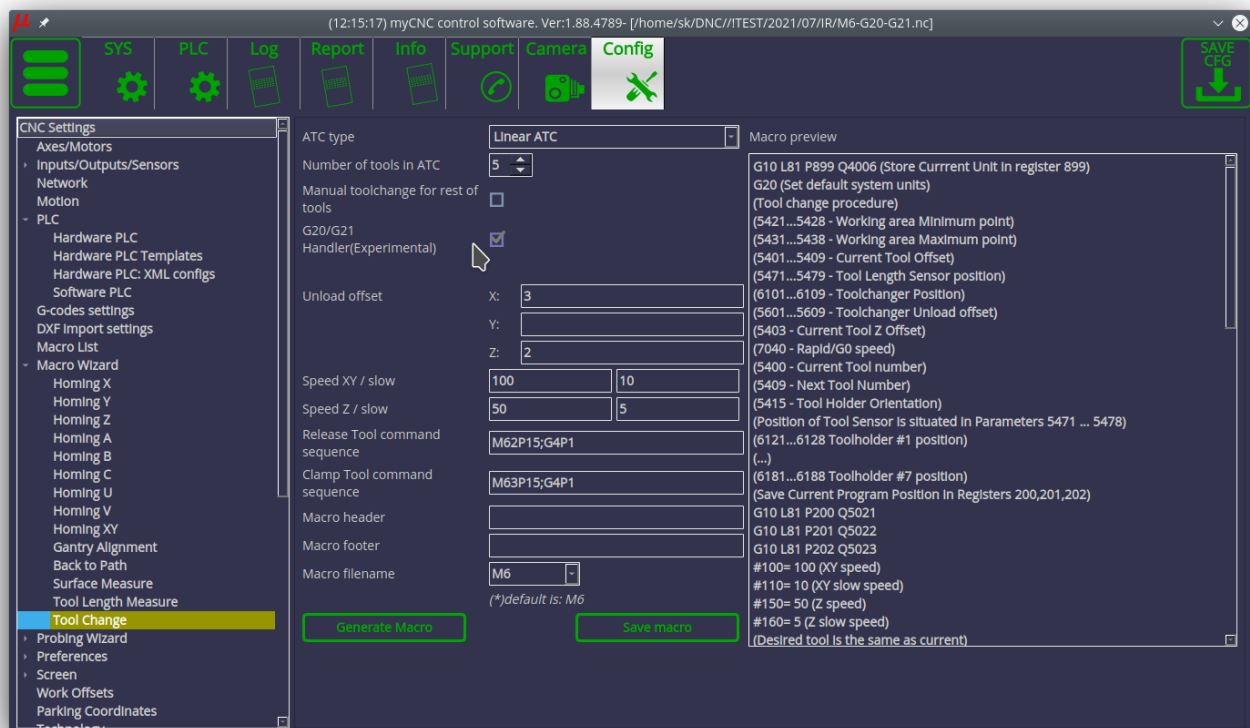 (12:15:17) myCNC control software. Ver:1.88.4789- [/home/sk/DNC//ITEST/2021/07/IR/M6-G20-G21.nc]
SYS
PLC
Log
Report
Info
Support
Camera
Config
SAVE
CFG
CNC Settings
Axes/Motors
Inputs/Outputs/Sensors
Network
Motion
PLC
Hardware PLC
Hardware PLC Templates
Hardware PLC: XML configs
Software PLC
G-codes settings
DXF import settings
Macro List
Macro Wizard
Homing X
Homing Y
Homing Z
Homing A
Homing B
Homing C
Homing U
Homing V
Homing XY
Gantry Alignment
Back to Path
Surface Measure
Tool Length Measure
Tool Change
Probing Wizard
Preferences
Screen
Work Offsets
Parking Coordinates
Technology
ATC type
Linear ATC
Number of tools in ATC
5
Manual toolchange for rest of
tools
G20/G21
Handler(Experimental)
Unload offset
X:
3
Y:
Z:
2
Speed XY / slow
100
10
Speed Z / slow
50
5
Release Tool command
sequence
M62P15;G4P1
Clamp Tool command
sequence
M63P15;G4P1
Macro header
Macro footer
Macro filename
M6
(*)default is: M6
Generate Macro
Save macro
Macro preview
G10 L81 P899 Q4006 (Store Currrent Unit in register 899)
G20 (Set default system units)
(Tool change procedure)
(5421...5428 - Working area Minimum point)
(5431...5438 - Working area Maximum point)
(5401...5409 - Current Tool Offset)
(5471...5479 - Tool Length Sensor position)
(6101...6109 - Toolchanger Position)
(5601...5609 - Toolchanger Unload offset)
(5403 - Current Tool Z Offset)
(7040 - Rapid/G0 speed)
(5400 - Current Tool number)
(5409 - Next Tool Number)
(5415 - Tool Holder Orientation)
(Position of Tool Sensor is situated in Parameters 5471 ... 5478)
(6121...6128 Toolholder #1 position)
(...)
(6181...6188 Toolholder #7 position)
(Save Current Program Position in Registers 200,201,202)
G10 L81 P200 Q5021
G10 L81 P201 Q5022
G10 L81 P202 Q5023
#100= 100 (XY speed)
#110= 10 (XY slow speed)
#150= 50 (Z speed)
#160= 5 (Z slow speed)
(Desired tool is the same as current)